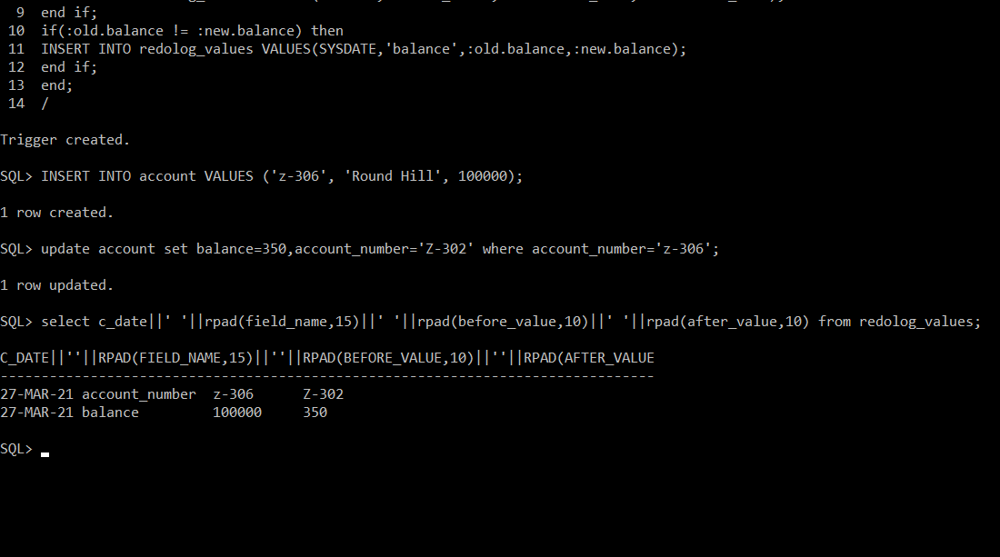 9 end if;
10 if(:old.balance != :new.balance) then
11 INSERT INTO redolog_values VALUES(SYSDATE,'balance',:old.balance,:new.balance);
12 end if;
13 end;
14 /
Trigger created.
SQL> INSERT INTO account VALUES ('z-306', 'Round Hill', 100000);
1 row created.
SQL> update account set balance=350,account_number='Z-302' where account_number='z-306';
1 row updated.
SQL> select c_date||' '||rpad(field_name,15)||' '||rpad(before_value,10)||' '||rpad(after_value,10) from redolog_values;
C_DATE||''||RPAD(FIELD_NAME,15)||''||RPAD(BEFORE_VALUE,10)||''||RPAD(AFTER_VALUE
--------------------------------------------------------------------------------
27-MAR-21 account_number z-306 Z-302
27-MAR-21 balance 100000 350
SQL>